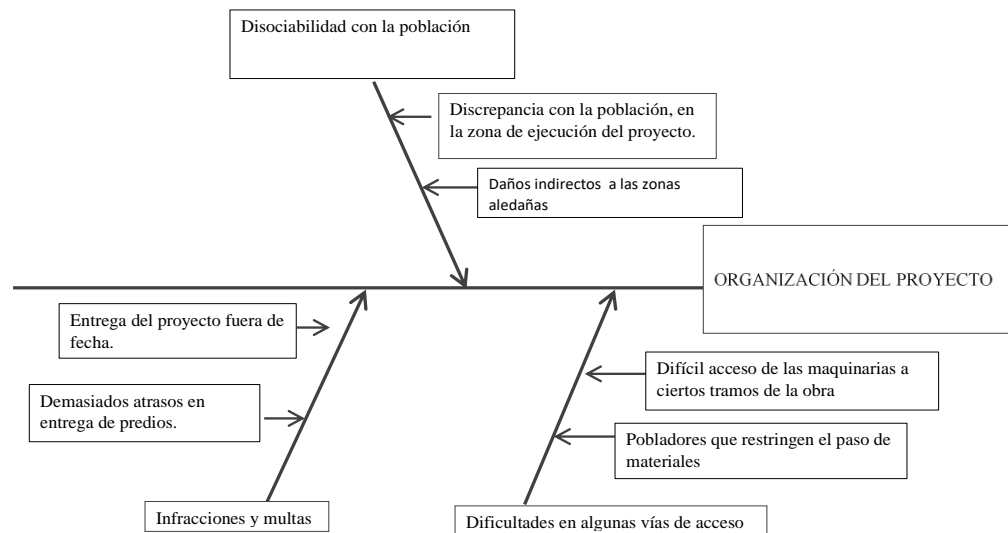 Disociabilidad con la población
Discrepancia con la población, en
la zona de ejecución del proyecto.
Daños indirectos a las zonas
aledañas
ORGANIZACIÓN DEL PROYECTO
Entrega del proyecto fuera de
fecha.
Demasiados atrasos en
entrega de predios.
Difícil acceso de las maquinarias a
ciertos tramos de la obra
Pobladores que restringen el paso de
materiales
Infracciones y multas
Dificultades en algunas vías de acceso